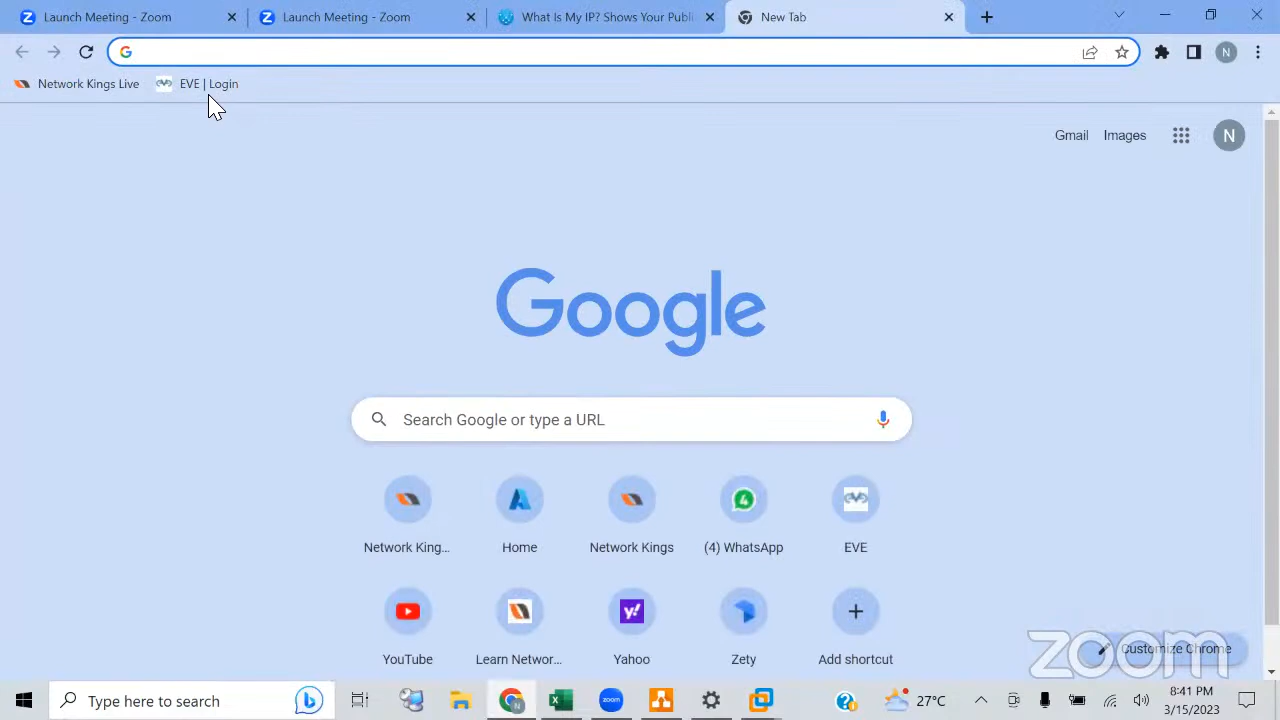 Launch Meeting - Zoom
Launch Meeting - Zoom
What Is My IP? Shows Your Publi
New Tab
Network Kings Live
EVE | Login
Gmail
Images
N
N
Google
Search Google or type a URL
Network King...
Home
Network Kings
(4) WhatsApp
EVE
YouTube
Learn Networ...
Yahoo
Zety
Add shortcut
Customize Chrome
zoom
Type here to search
zoom
27°C
8:41 PM
3/15/2023